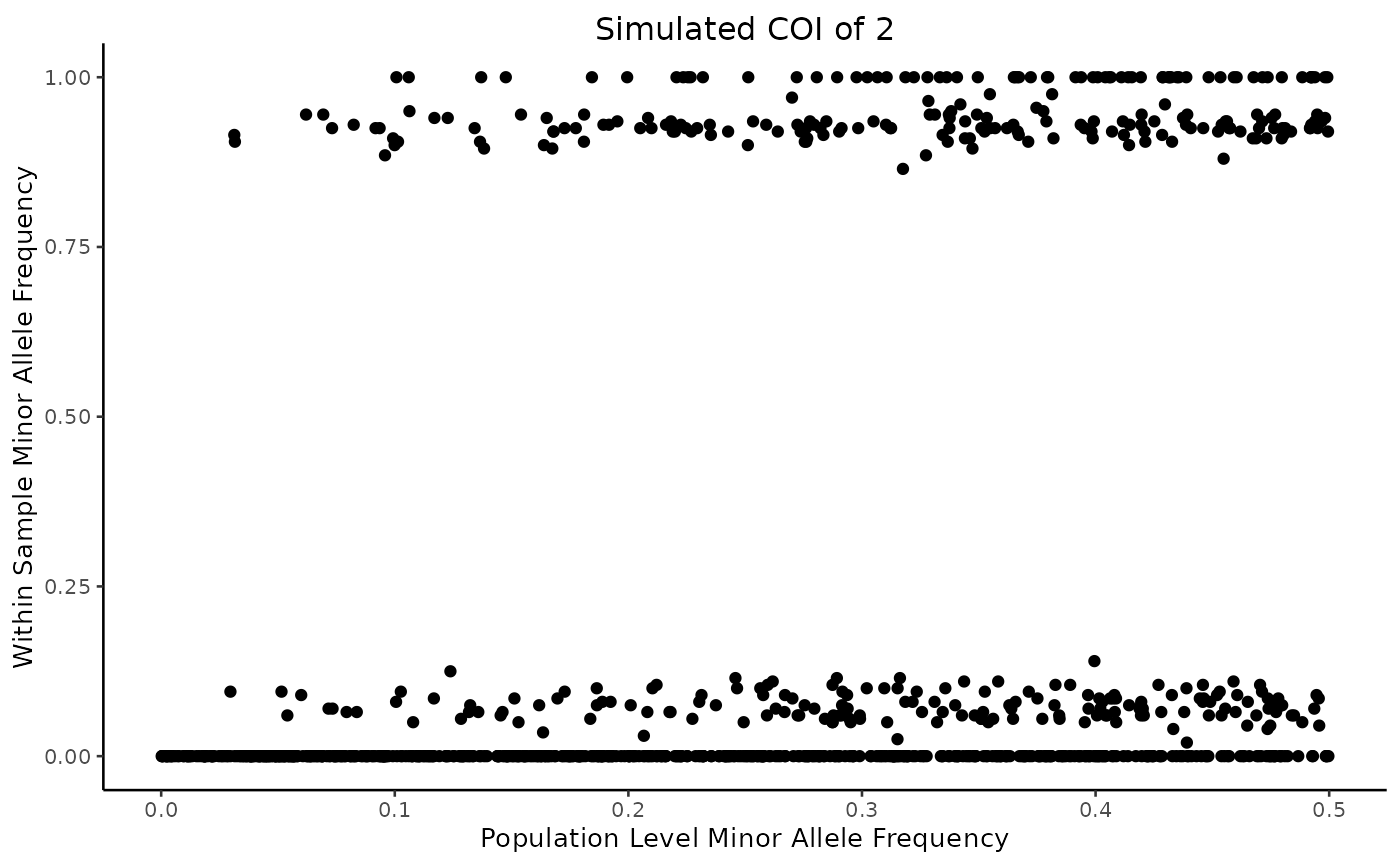 Simulated COI of 2
Within Sample Minor Allele Frequency
1.00
0.75
0.50
0.25
0.00
0.0 0.1 0.2 0.3 0.4 0.5
Population Level Minor Allele Frequency